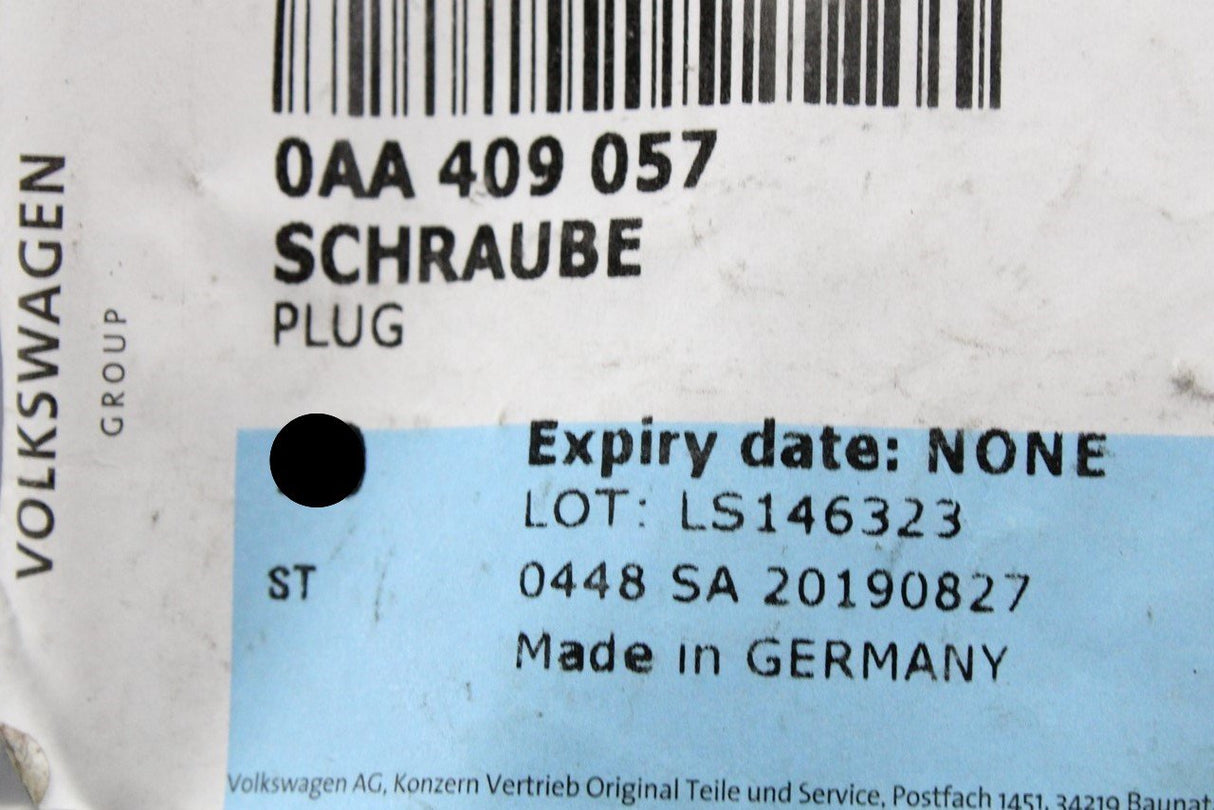 VOLKSWAGEN
GROUP
0AA 409 057
SCHRAUBE
PLUG
Expiry date: NONE
LOT: LS146323
ST
0448 SA 20190827
Made in GERMANY
Volkswagen AG, Konzern Vertrieb Original Teile und Service, Postfach 1451, 34219